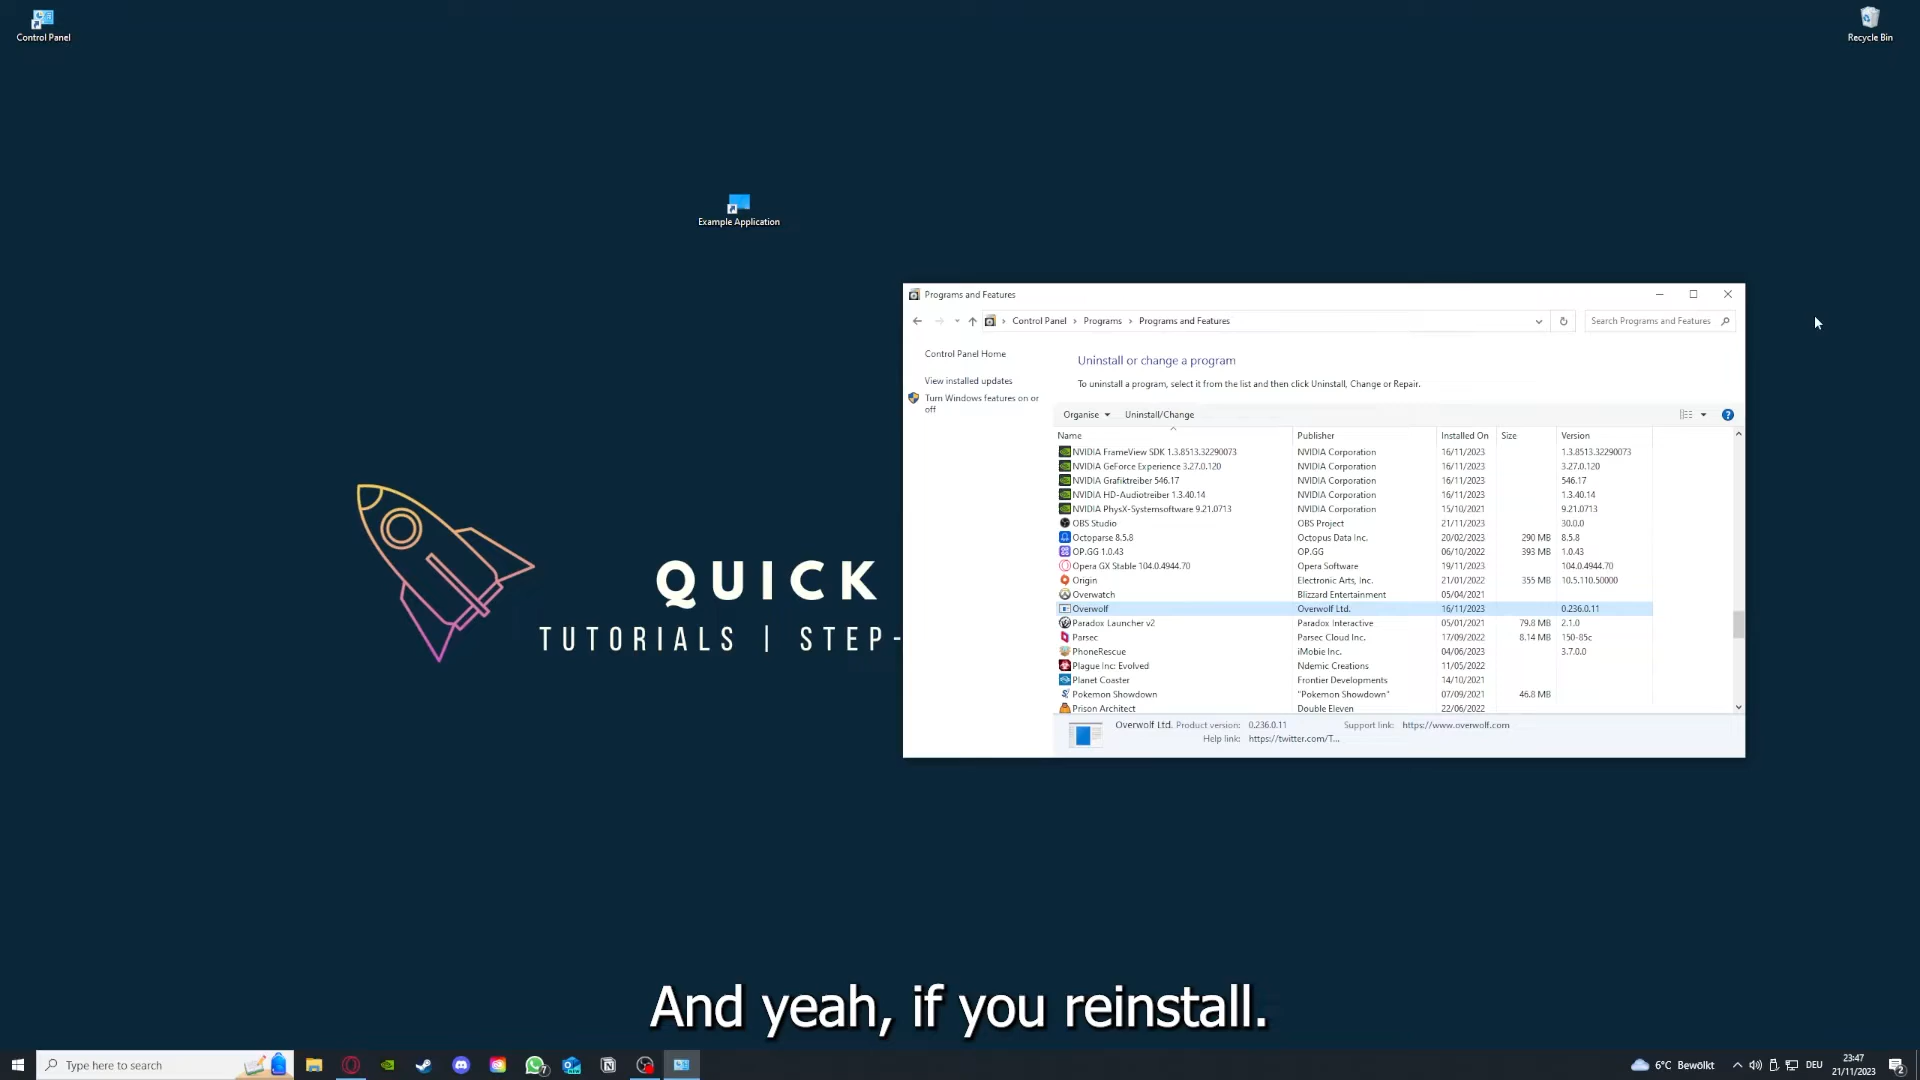 Control Panel
Recycle Bin
Example Application
Programs and Features
Control Panel › Programs › Programs and Features
Search Programs and Features
Control Panel Home
View installed updates
Turn Windows features on or
off
Uninstall or change a program
To uninstall a program, select it from the list and then click Uninstall, Change or Repair.
Organise Uninstall/Change
Name Publisher Installed On Size Version
NVIDIA FrameView SDK 1.3.8513.32290073 NVIDIA Corporation 16/11/2023 1.3.8513.32290073
NVIDIA GeForce Experience 3.27.0.120 NVIDIA Corporation 16/11/2023 3.27.0.120
NVIDIA Grafiktreiber 546.17 NVIDIA Corporation 16/11/2023 546.17
NVIDIA HD-Audiotreiber 1.3.40.14 NVIDIA Corporation 16/11/2023 1.3.40.14
NVIDIA PhysX-Systemsoftware 9.21.0713 NVIDIA Corporation 15/10/2021 9.21.0713
OBS Studio OBS Project 21/11/2023 30.0.0
Octoparse 8.5.8 Octopus Data Inc. 20/02/2023 290 MB 8.5.8
OP.GG 1.0.43 OP.GG 06/10/2022 393 MB 1.0.43
Opera GX Stable 104.0.4944.70 Opera Software 19/11/2023 104.0.4944.70
Origin Electronic Arts, Inc. 21/01/2022 355 MB 10.5.110.50000
Overwatch Blizzard Entertainment 05/04/2021
Overwolf Overwolf Ltd. 16/11/2023 0.236.0.11
Paradox Launcher v2 Paradox Interactive 05/01/2021 79.8 MB 2.1.0
Parsec Parsec Cloud Inc. 17/09/2022 8.14 MB 150-85c
PhoneRescue iMobie Inc. 04/06/2023 3.7.0.0
Plague Inc: Evolved Ndemic Creations 11/05/2022
Planet Coaster Frontier Developments 14/10/2021
Pokemon Showdown "Pokemon Showdown" 07/09/2021 46.8 MB
Prison Architect Double Eleven 22/06/2022
Overwolf Ltd. Product version: 0.236.0.11 Support link: https://www.overwolf.com
Help link: https://twitter.com/T...
QUICK
TUTORIALS | STEP-
And yeah, if you reinstall.
Type here to search
7
6°C Bewölkt
DEU
23:47
21/11/2023
2